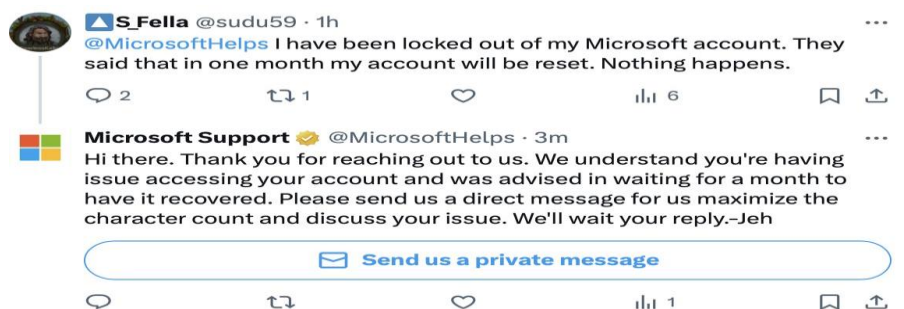 S_Fella @sudu59 · 1h
@MicrosoftHelps I have been locked out of my Microsoft account. They
said that in one month my account will be reset. Nothing happens.
2 1 6
Microsoft Support @MicrosoftHelps · 3m
Hi there. Thank you for reaching out to us. We understand you're having
issue accessing your account and was advised in waiting for a month to
have it recovered. Please send us a direct message for us maximize the
character count and discuss your issue. We'll wait your reply.-Jeh
Send us a private message
1